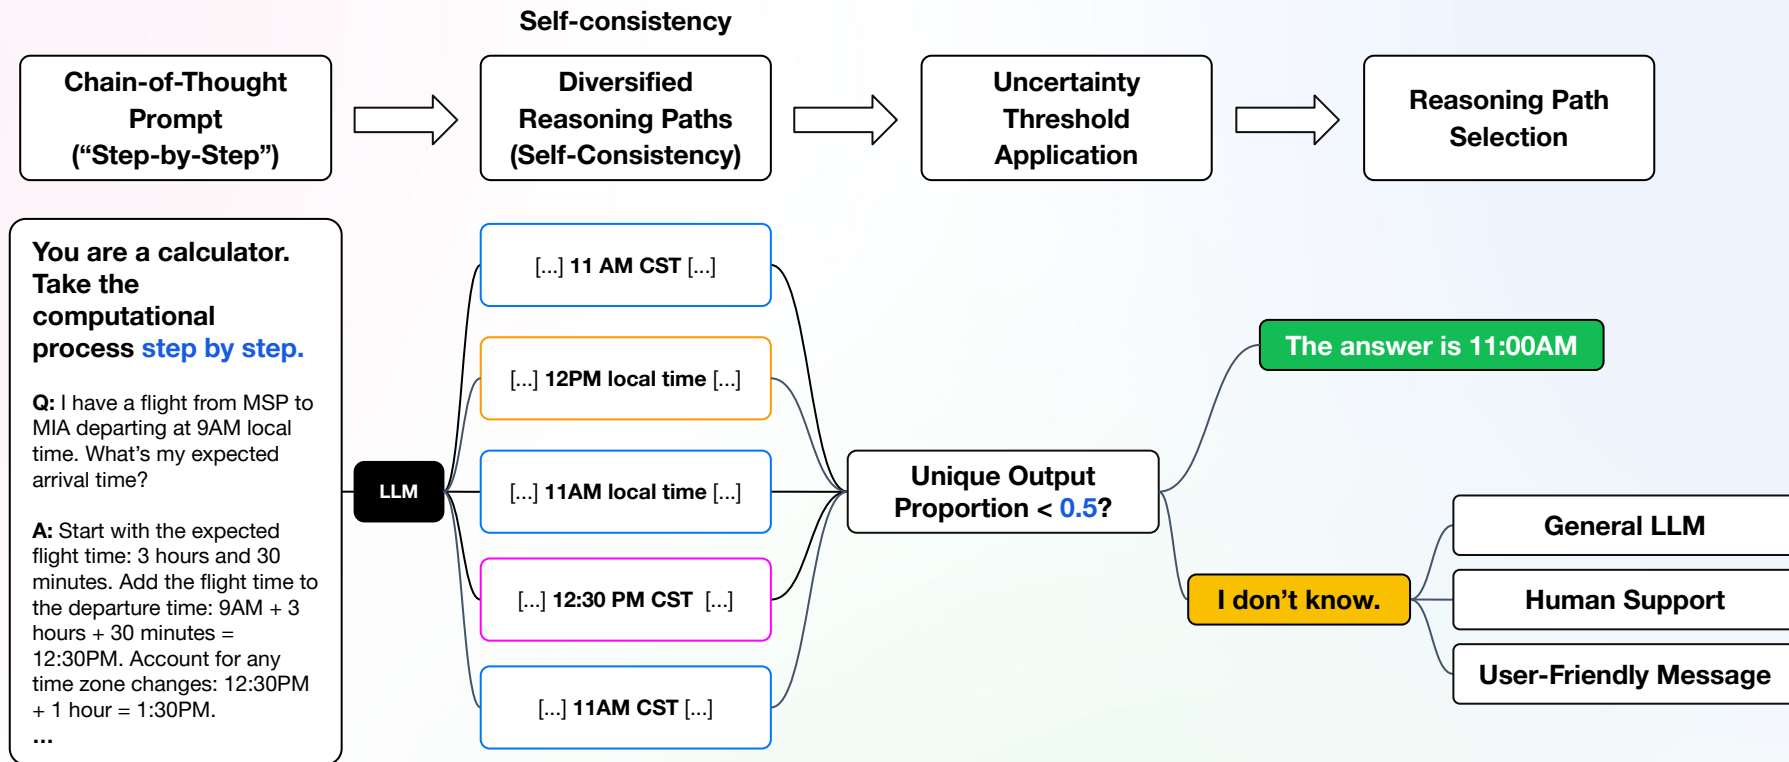 Self-consistency
Chain-of-Thought
Prompt
(“Step-by-Step”)
Diversified
Reasoning Paths
(Self-Consistency)
Uncertainty
Threshold
Application
Reasoning Path
Selection
You are a calculator.
Take the
computational
process step by step.
Q: I have a flight from MSP to
MIA departing at 9AM local
time. What’s my expected
arrival time?
A: Start with the expected
flight time: 3 hours and 30
minutes. Add the flight time to
the departure time: 9AM + 3
hours + 30 minutes =
12:30PM. Account for any
time zone changes: 12:30PM
+ 1 hour = 1:30PM.
...
LLM
[...] 11 AM CST [...]
[...] 12PM local time [...]
[...] 11AM local time [...]
[...] 12:30 PM CST [...]
[...] 11AM CST [...]
Unique Output
Proportion < 0.5?
The answer is 11:00AM
I don’t know.
General LLM
Human Support
User-Friendly Message